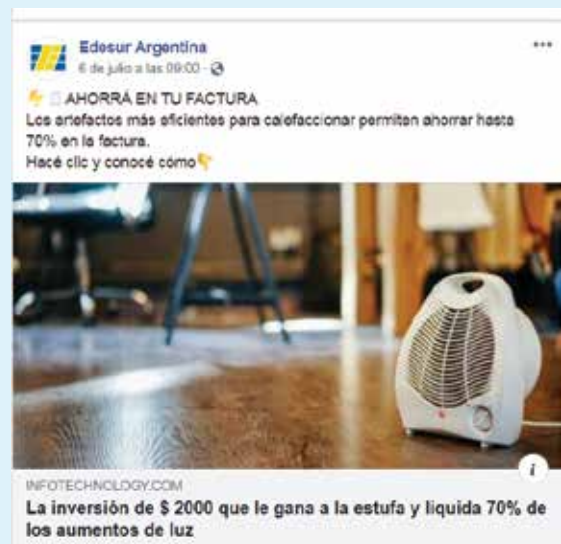 Edesur Argentina
6 de julio a las 09:00 ·
AHORRÁ EN TU FACTURA
Los artefactos más eficientes para calefaccionar permiten ahorrar hasta
70% en la factura.
Hacé clic y conocé cómo
INFOTECHNOLOGY.COM
La inversión de $ 2000 que le gana a la estufa y liquida 70% de
los aumentos de luz